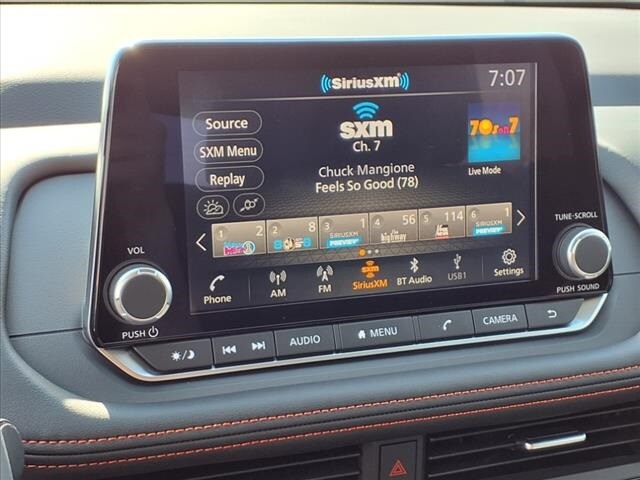 ((SiriusXM))
7:07
Source
SXM Menu
Replay
sxm
Ch. 7
70s on 7
Live Mode
Chuck Mangione
Feels So Good (78)
1 2 2 8 3 1 4 56 5 114 6 1
SIRIUSXM PREVIEW
the highway
SIRIUSXM PREVIEW
Phone
AM
FM
SiriusXM
BT Audio
USB1
Settings
VOL
PUSH
TUNE-SCROLL
PUSH SOUND
AUDIO
MENU
CAMERA